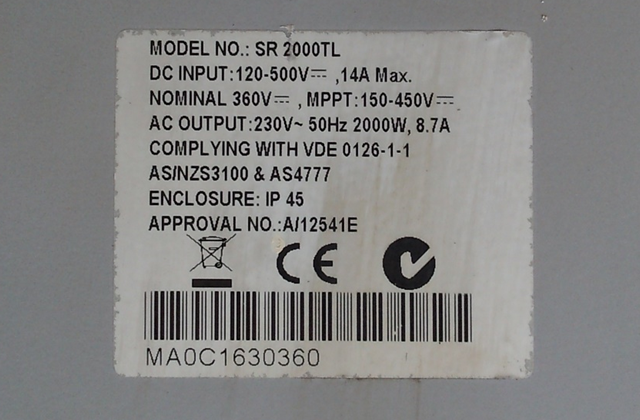 MODEL NO.: SR 2000TL
DC INPUT:120-500V⎓ ,14A Max.
NOMINAL 360V⎓ , MPPT:150-450V⎓
AC OUTPUT:230V~ 50Hz 2000W, 8.7A
COMPLYING WITH VDE 0126-1-1
AS/NZS3100 & AS4777
ENCLOSURE: IP 45
APPROVAL NO.:A/12541E
CE
MA0C1630360